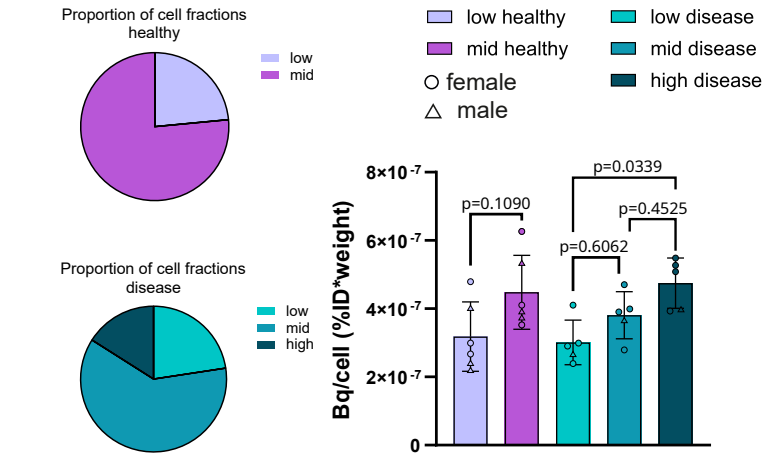 Proportion of cell fractions
healthy
low
mid
Proportion of cell fractions
disease
low
mid
high
low healthy
mid healthy
female
male
low disease
mid disease
high disease
Bq/cell (%ID*weight)
8×10⁻⁷
6×10⁻⁷
4×10⁻⁷
2×10⁻⁷
0
p=0.1090
p=0.0339
p=0.4525
p=0.6062